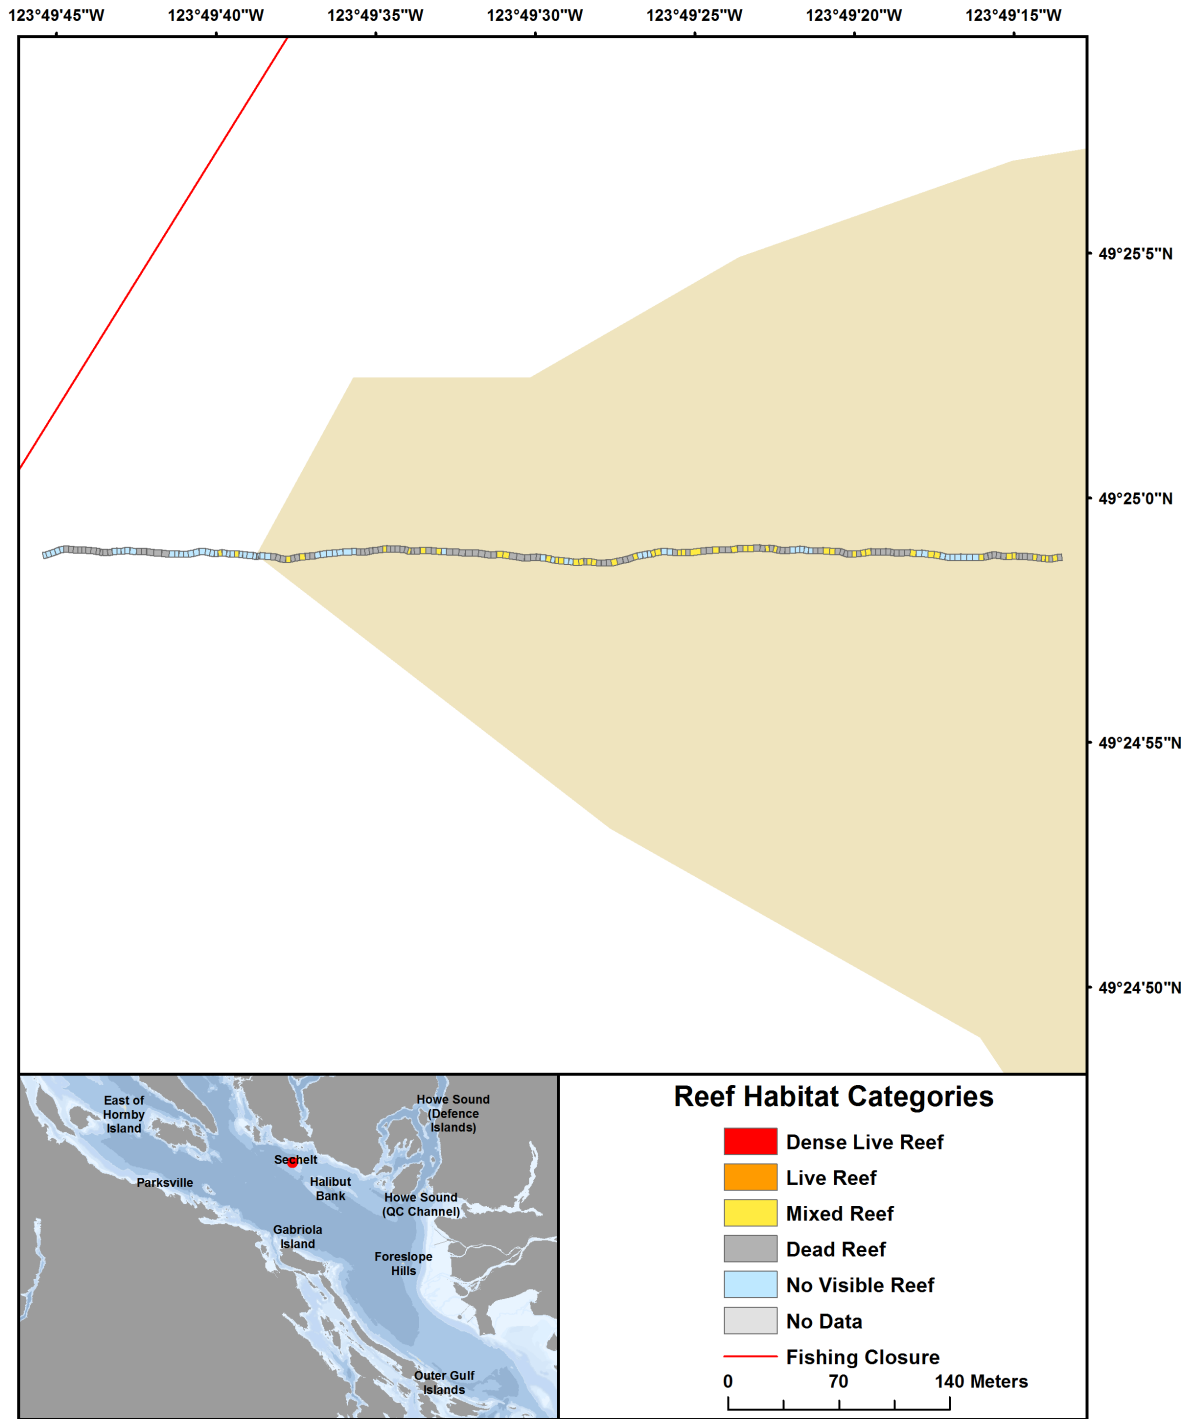 123°49'45"W 123°49'40"W 123°49'35"W 123°49'30"W 123°49'25"W 123°49'20"W 123°49'15"W
49°25'5"N
49°25'0"N
49°24'55"N
49°24'50"N
East of
Hornby
Island
Howe Sound
(Defence
Islands)
Sechelt
Parksville
Halibut
Bank
Howe Sound
(QC Channel)
Gabriola
Island
Foreslope
Hills
Outer Gulf
Islands
Reef Habitat Categories
Dense Live Reef
Live Reef
Mixed Reef
Dead Reef
No Visible Reef
No Data
Fishing Closure
0 70 140 Meters